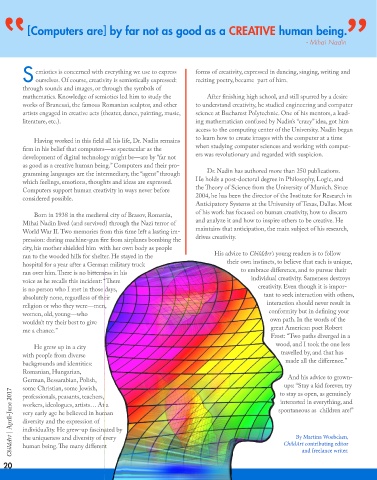 “[Computers are] by far not as good as a CREATIVE human being.”
- Mihai Nadin
Semiotics is concerned with everything we use to express
ourselves. Of course, creativity is semiotically expressed:
through sounds and images, or through the symbols of
mathematics. Knowledge of semiotics led him to study the
works of Brancusi, the famous Romanian sculptor, and other
artists engaged in creative acts (theater, dance, painting, music,
literature, etc.).
Having worked in this field all his life, Dr. Nadin remains
firm in his belief that computers—as spectacular as the
development of digital technology might be—are by “far not
as good as a creative human being.” Computers and their pro-
gramming languages are the intermediary, the “agent” through
which feelings, emotions, thoughts and ideas are expressed.
Computers support human creativity in ways never before
considered possible.
Born in 1938 in the medieval city of Brasov, Romania,
Mihai Nadin lived (and survived) through the Nazi terror of
World War II. Two memories from this time left a lasting im-
pression: during machine-gun fire from airplanes bombing the
city, his mother shielded him with her own body as people
ran to the wooded hills for shelter. He stayed in the
hospital for a year after a German military truck
ran over him. There is no bitterness in his
voice as he recalls this incident: “There
is no person who I met in those days,
absolutely none, regardless of their
religion or who they were—men,
women, old, young—who
wouldn't try their best to give
me a chance.”
He grew up in a city
with people from diverse
backgrounds and identities:
Romanian, Hungarian,
German, Bessarabian, Polish,
some Christian, some Jewish,
professionals, peasants, teachers,
workers, ideologues, artists… At a
very early age he believed in human
diversity and the expression of
individuality. He grew up fascinated by
the uniqueness and diversity of every
human being. The many different
forms of creativity, expressed in dancing, singing, writing and
reciting poetry, became part of him.
After finishing high school, and still spurred by a desire
to understand creativity, he studied engineering and computer
science at Bucharest Polytechnic. One of his mentors, a lead-
ing mathematician confused by Nadin's “crazy” idea, got him
access to the computing center of the University. Nadin began
to learn how to create images with the computer at a time
when studying computer sciences and working with comput-
ers was revolutionary and regarded with suspicion.
Dr. Nadin has authored more than 250 publications.
He holds a post-doctoral degree in Philosophy, Logic, and
the Theory of Science from the University of Munich. Since
2004, he has been the director of the Institute for Research in
Anticipatory Systems at the University of Texas, Dallas. Most
of his work has focused on human creativity, how to discern
and analyze it and how to inspire others to be creative. He
maintains that anticipation, the main subject of his research,
drives creativity.
His advice to ChildArt's young readers is to follow
their own instincts, to believe that each is unique,
to embrace difference, and to pursue their
individual creativity. Sameness destroys
creativity. Even though it is impor-
tant to seek interaction with others,
interaction should never result in
conformity but in defining your
own path. In the words of the
great American poet Robert
Frost: “Two paths diverged in a
wood, and I took the one less
travelled by, and that has
made all the difference.”
And his advice to grown-
ups: “Stay a kid forever, try
to stay as open, as genuinely
interested in everything, and
spontaneous as children are!”
By Martina Woebckeit,
ChildArt contributing editor
and freelance writer.
ChildArt | April-June 2017
20